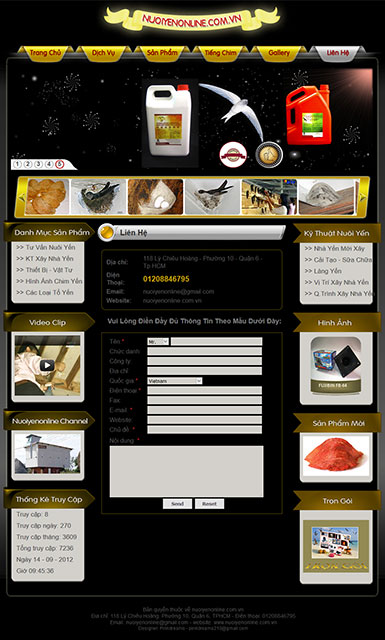 NUOIYENONLINE.COM.VN
Trang Chủ
Dịch Vụ
Sản Phẩm
Tiếng Chim
Gallery
Liên Hệ
1 2 3 4 5
Danh Mục Sản Phẩm
>> Tư Vấn Nuôi Yến
>> KT Xây Nhà Yến
>> Thiết Bị - Vật Tư
>> Hình Ảnh Chim Yến
>> Các Loại Tổ Yến
Video Clip
Nuoiyenonline Channel
Thống Kê Truy Cập
Truy cập: 8
Truy cập ngày: 270
Truy cập tháng: 3609
Tổng truy cập: 7236
Ngày 14 - 09 - 2012
Giờ 09:45:36
Liên Hệ
Địa chỉ: 118 Lý Chiêu Hoàng - Phường 10 - Quận 6 -
Tp HCM
Điện Thoại: 01208846795
Email: nuoiyenonline@gmail.com
Website: nuoiyenonline.com.vn
Vui Lòng Điền Đầy Đủ Thông Tin Theo Mẫu Dưới Đây:
Tên * Mr.
Chức danh
Công ty:
Địa chỉ
Quốc gia * Vietnam
Điện thoại *
Fax:
E-mail: *
Website:
Chủ đề: *
Nội dung: *
Send Reset
Kỹ Thuật Nuôi Yến
>> Nhà Yến Mới Xây
>> Cải Tạo - Sửa Chữa
>> Làng Yến
>> Vị Trí Xây Nhà Yến
>> Q.Trình Xây Nhà Yến
Hình Ảnh
Sản Phẩm Mới
Trọn Gói
TRỌN GÓI
Bản quyền thuộc về nuoiyenonline.com.vn
Địa chỉ: 118 Lý Chiêu Hoàng, Phường 10, Quận 6, TPHCM - Điện thoại: 01208846795
Email: nuoiyenonline@gmail.com - website: www.nuoiyenonline.com.vn